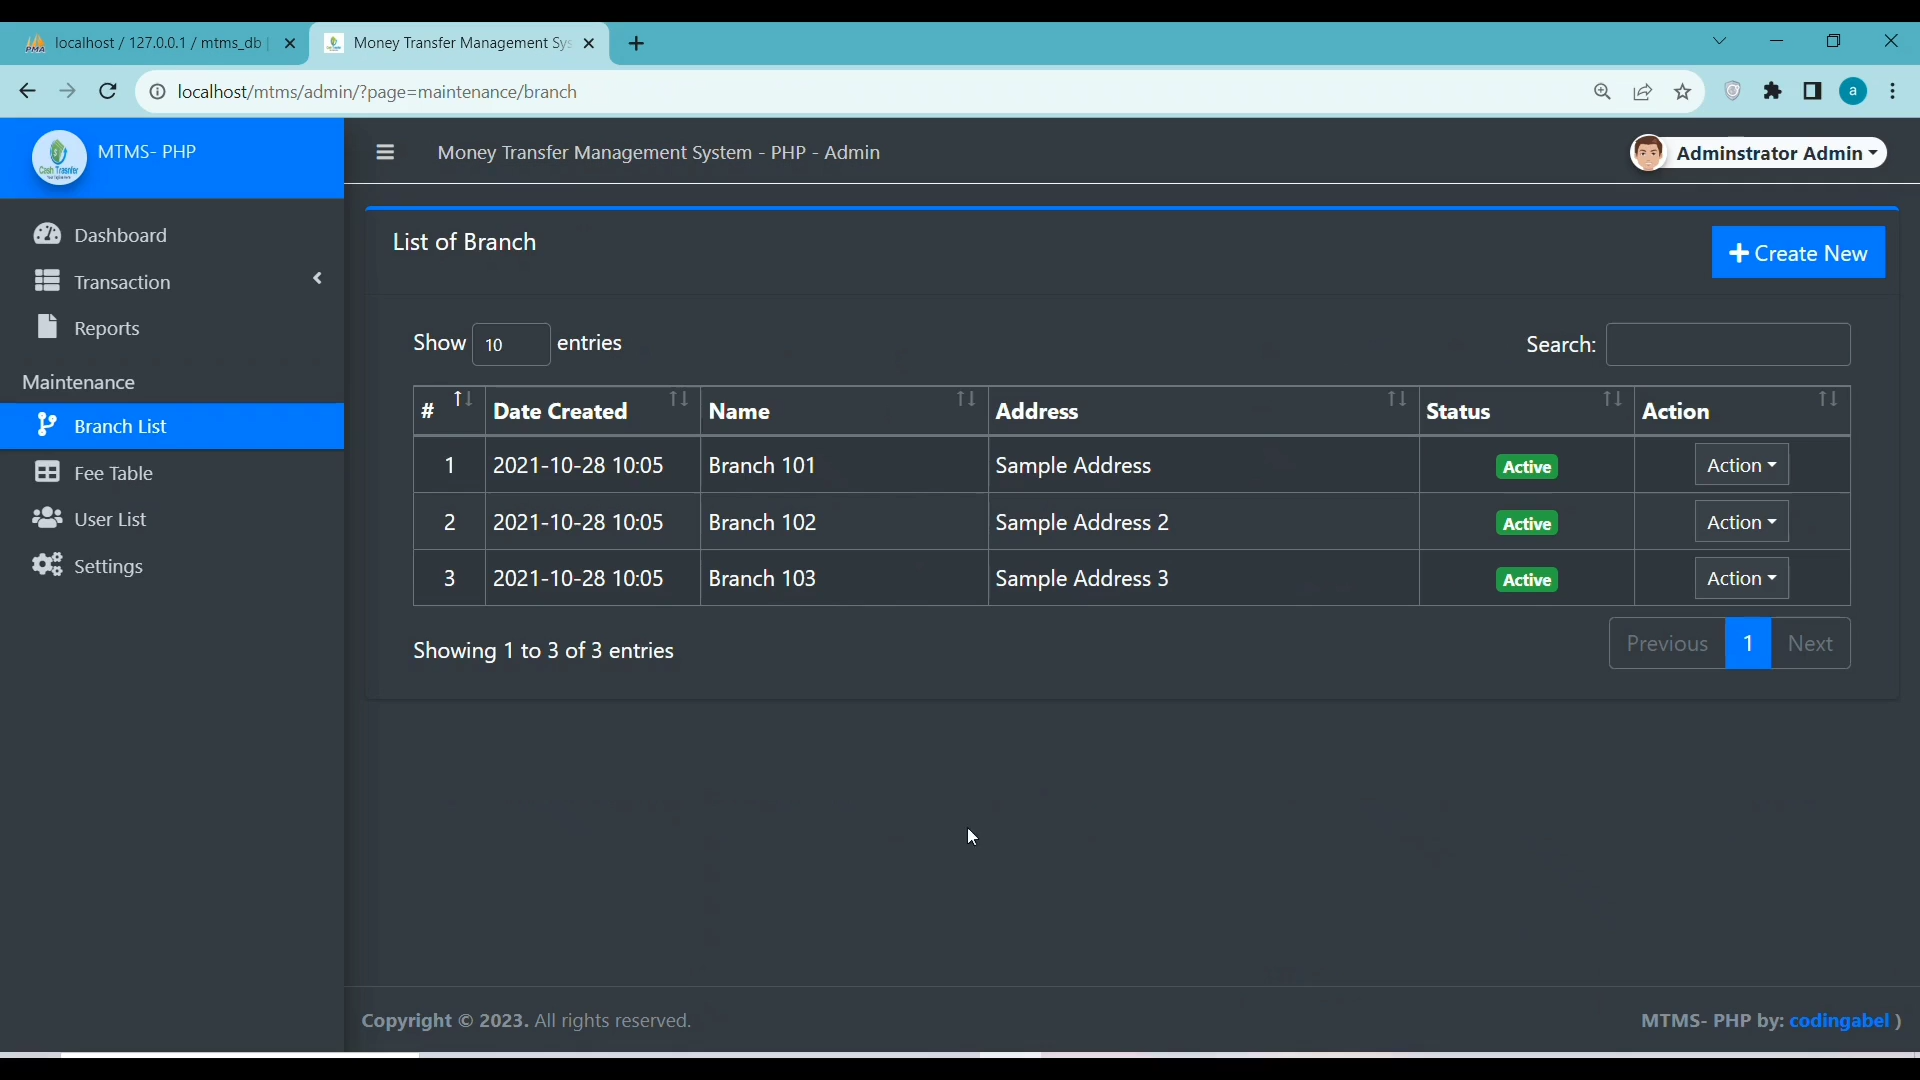 localhost / 127.0.0.1 / mtms_db
Money Transfer Management Sys
localhost/mtms/admin/?page=maintenance/branch
a
MTMS- PHP
Money Transfer Management System - PHP - Admin
Adminstrator Admin
Dashboard
Transaction
Reports
Maintenance
Branch List
Fee Table
User List
Settings
List of Branch
Create New
Show 10 entries
Search:
# Date Created Name Address Status Action
1 2021-10-28 10:05 Branch 101 Sample Address Active Action
2 2021-10-28 10:05 Branch 102 Sample Address 2 Active Action
3 2021-10-28 10:05 Branch 103 Sample Address 3 Active Action
Showing 1 to 3 of 3 entries
Previous 1 Next
Copyright © 2023. All rights reserved.
MTMS- PHP by: codingabel )